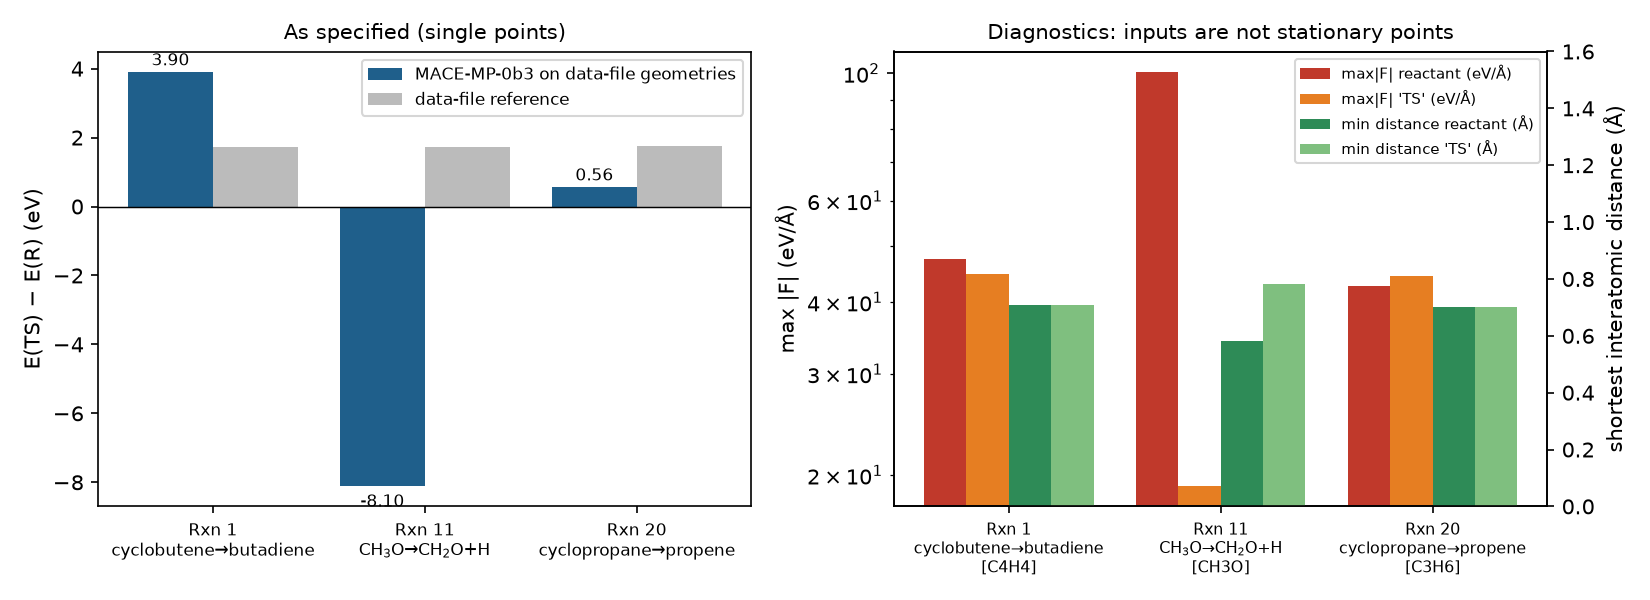 As specified (single points)
E(TS) − E(R) (eV)
4
2
0
−2
−4
−6
−8
3.90
-8.10
0.56
MACE-MP-0b3 on data-file geometries
data-file reference
Rxn 1
cyclobutene→butadiene
Rxn 11
CH₃O→CH₂O+H
Rxn 20
cyclopropane→propene
Diagnostics: inputs are not stationary points
max |F| (eV/Å)
10²
6 × 10¹
4 × 10¹
3 × 10¹
2 × 10¹
max|F| reactant (eV/Å)
max|F| 'TS' (eV/Å)
min distance reactant (Å)
min distance 'TS' (Å)
Rxn 1
cyclobutene→butadiene
[C4H4]
Rxn 11
CH₃O→CH₂O+H
[CH3O]
Rxn 20
cyclopropane→propene
[C3H6]
1.6
1.4
1.2
1.0
0.8
0.6
0.4
0.2
0.0
shortest interatomic distance (Å)